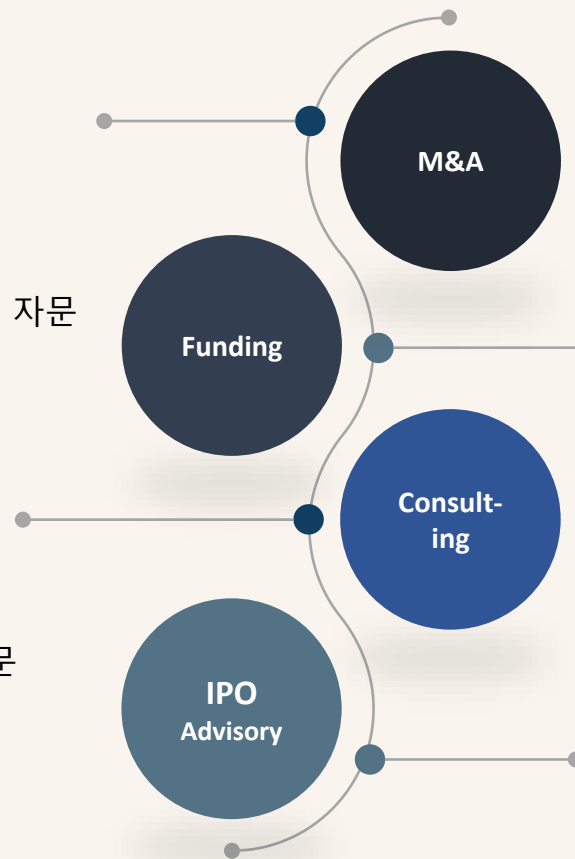 M&A
자문
Funding
Consult-
ing
문
IPO
Advisory